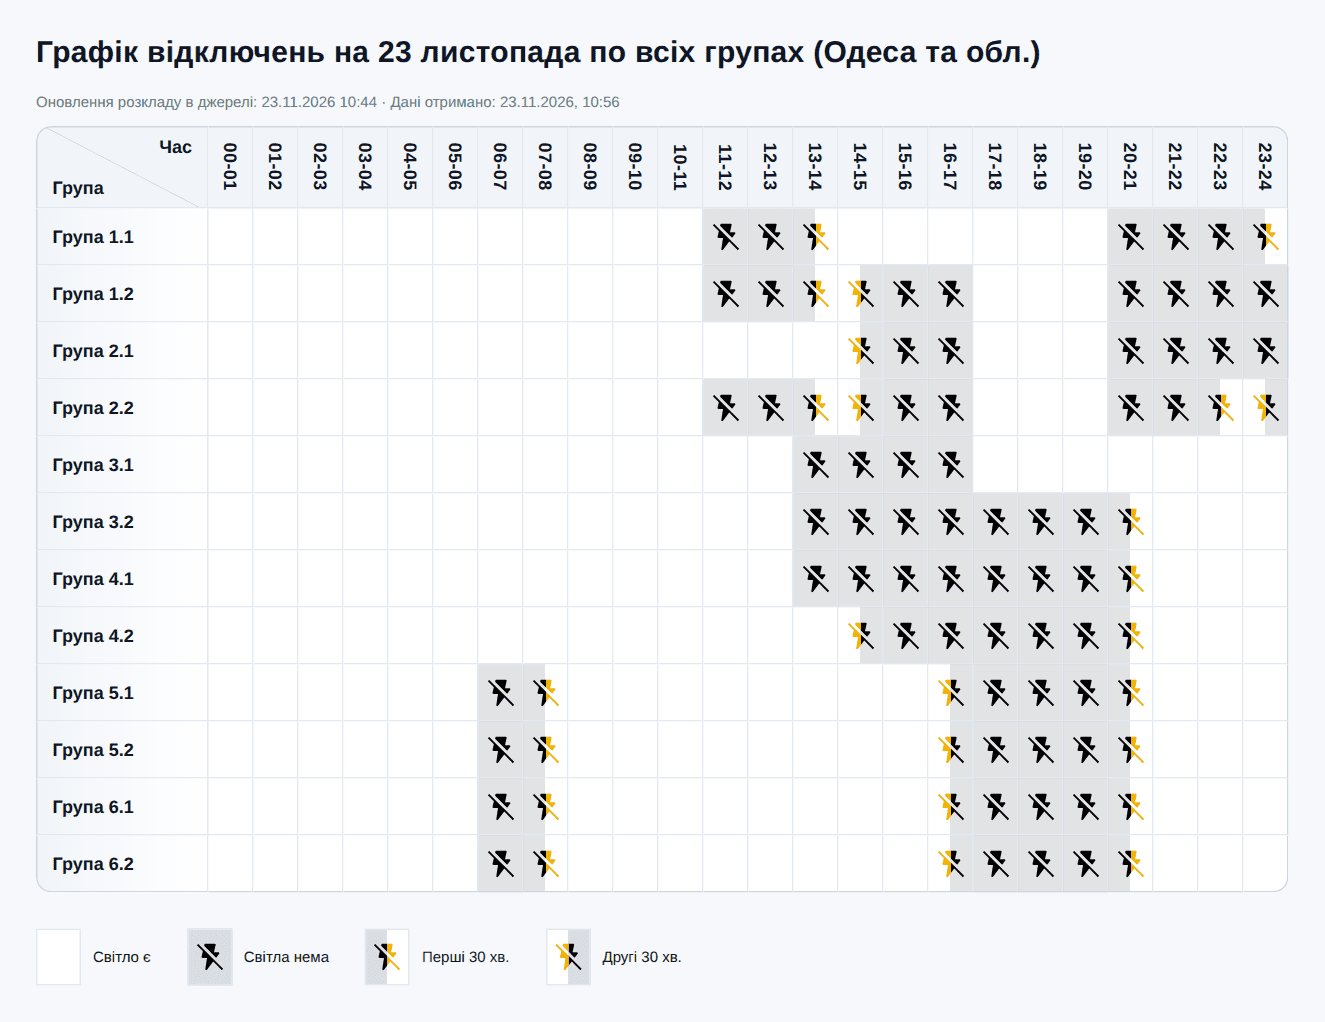 Графік відключень на 23 листопада по всіх групах (Одеса та обл.)
Оновлення розкладу в джерелі: 23.11.2026 10:44 · Дані отримано: 23.11.2026, 10:56
Час
Група
00-01 01-02 02-03 03-04 04-05 05-06 06-07 07-08 08-09 09-10 10-11 11-12 12-13 13-14 14-15 15-16 16-17 17-18 18-19 19-20 20-21 21-22 22-23 23-24
Група 1.1
Група 1.2
Група 2.1
Група 2.2
Група 3.1
Група 3.2
Група 4.1
Група 4.2
Група 5.1
Група 5.2
Група 6.1
Група 6.2
Світло є Світла нема Перші 30 хв. Другі 30 хв.